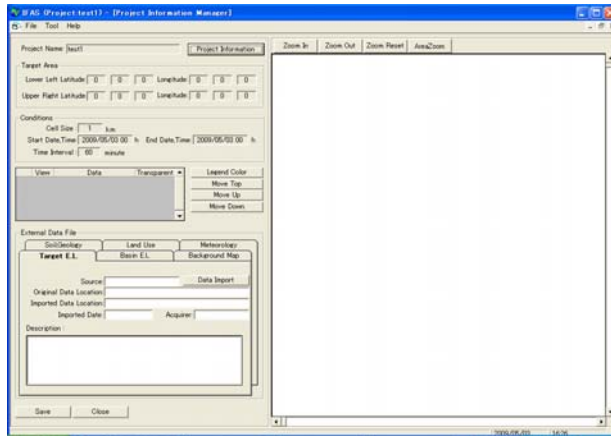 IFAS (Project:test1) - [Project Information Manager]
File Tool Help
Project Name test1 Project Information
Zoom In Zoom Out Zoom Reset AreaZoom
Target Area
Lower Left Latitude 0 0 0 Longitude 0 0 0
Upper Right Latitude 0 0 0 Longitude 0 0 0
Conditions
Cell Size 1 km
Start Date,Time 2009/05/03 00 h End Date,Time 2009/05/03 00 h
Time Interval 60 minute
View Data Transparent
Legend Color
Move Top
Move Up
Move Down
External Data File
Soil/Geology Land Use Meteorology
Target E.L. Basin E.L. Background Map
Source Data Import
Original Data Location
Imported Data Location
Imported Date Acquirer
Description
Save Close
2009/05/03 16:26